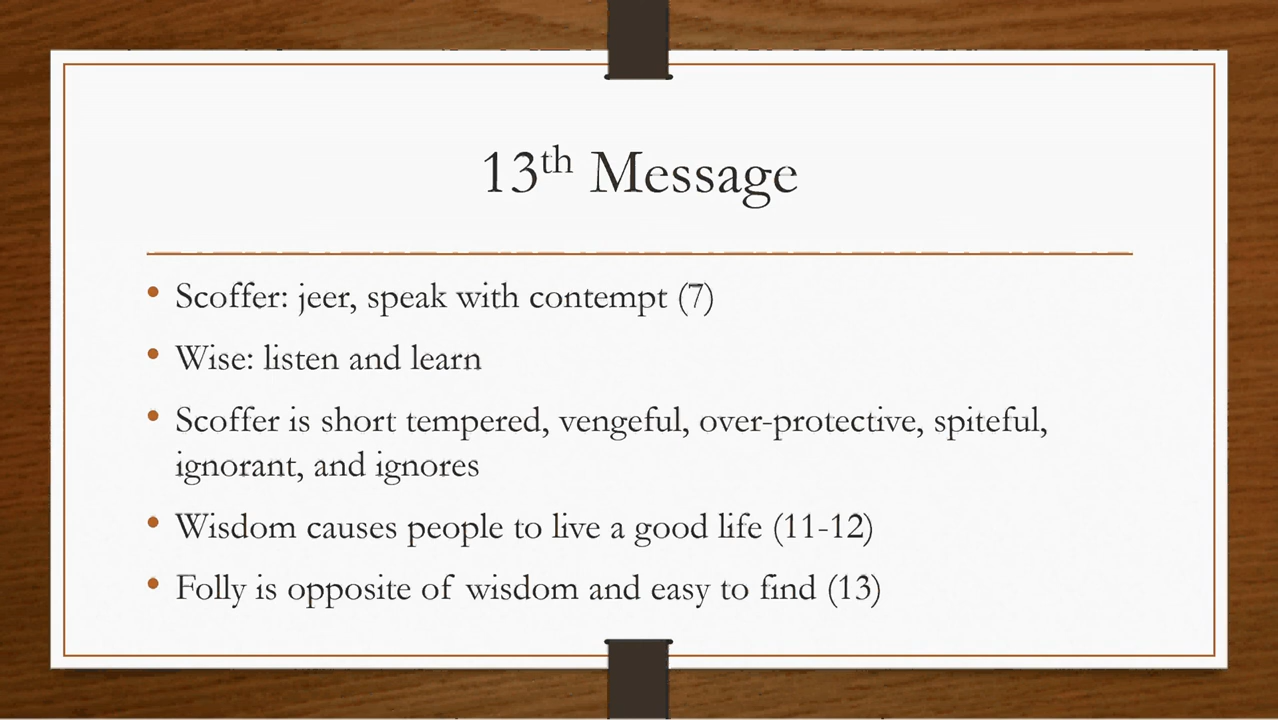 13th Message
• Scoffer: jeer, speak with contempt (7)
• Wise: listen and learn
• Scoffer is short tempered, vengeful, over-protective, spiteful,
ignorant, and ignores
• Wisdom causes people to live a good life (11-12)
• Folly is opposite of wisdom and easy to find (13)